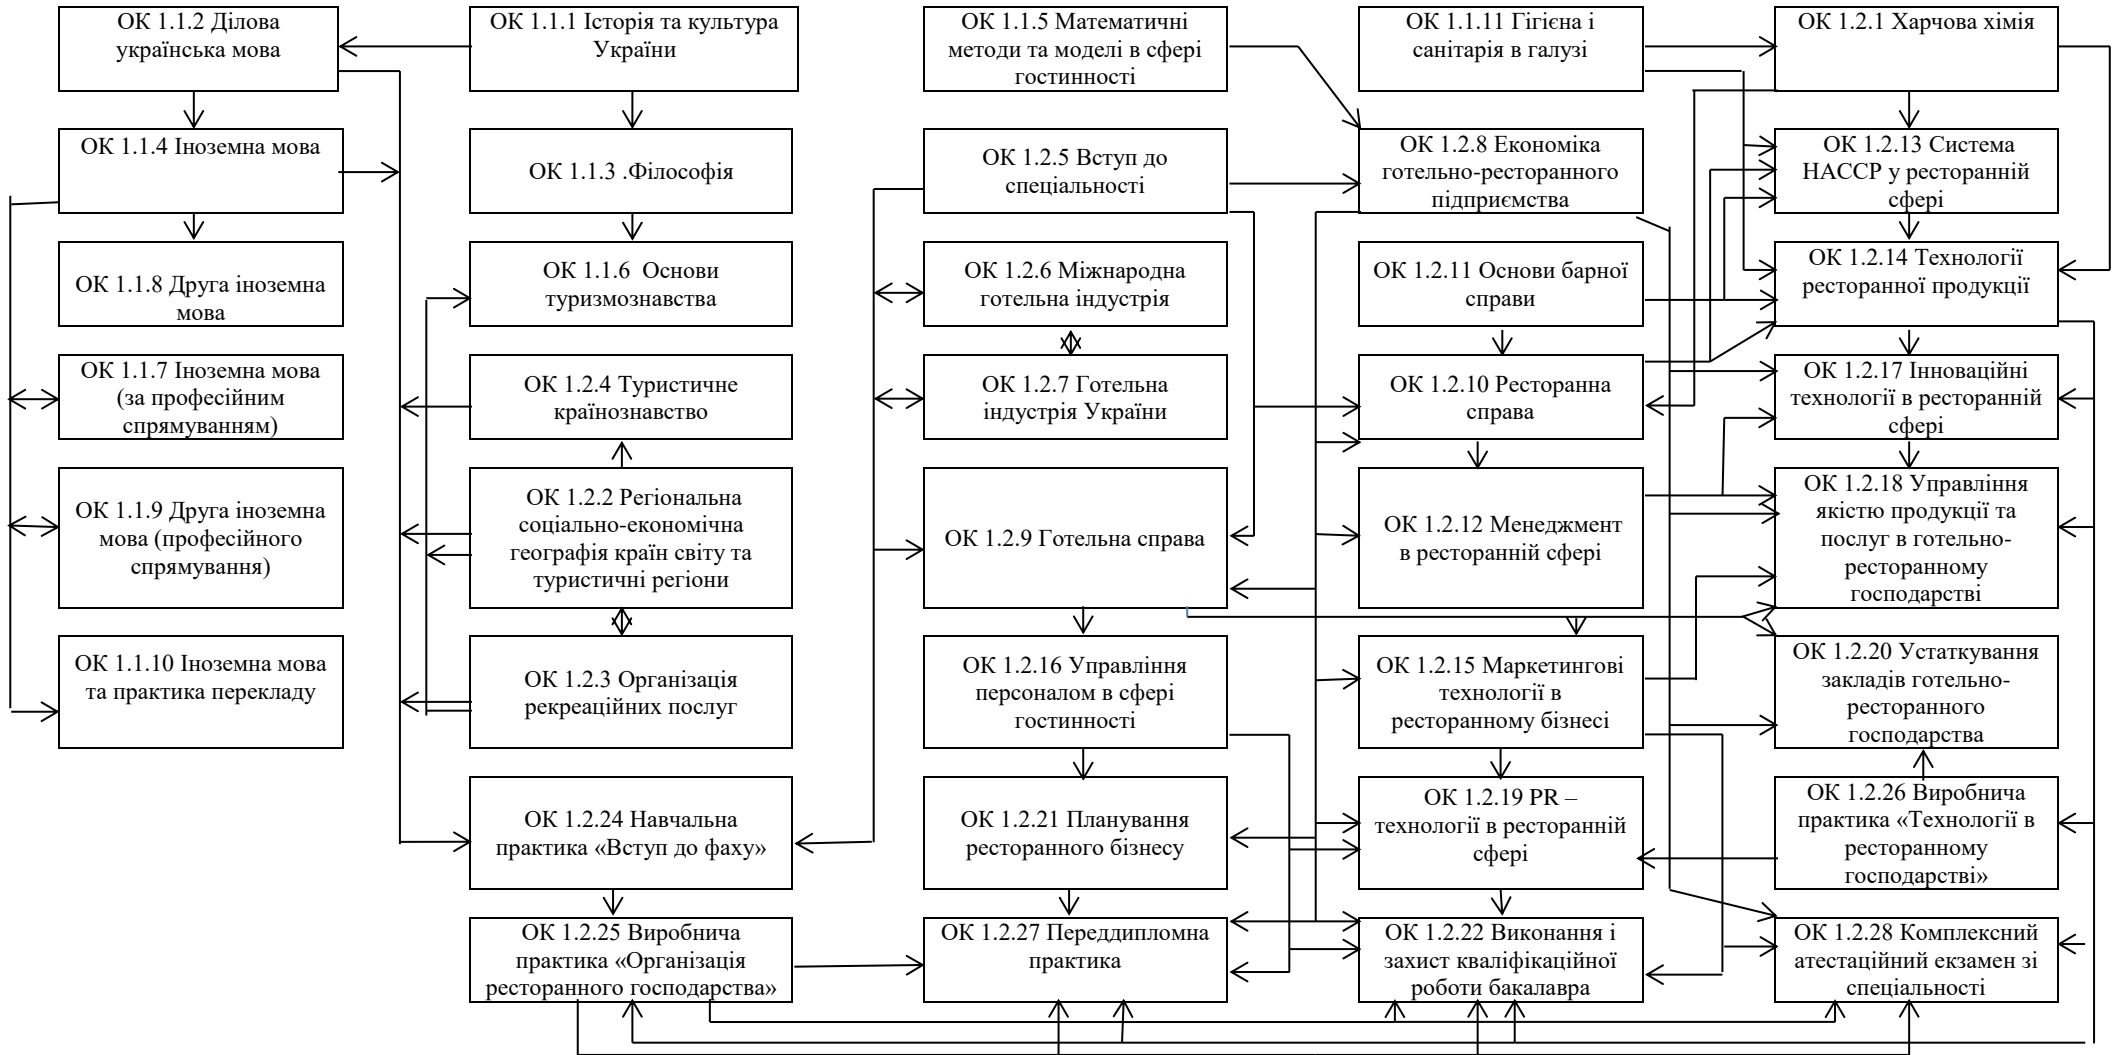 ОК 1.1.2 Ділова
українська мова
ОК 1.1.1 Історія та культура
України
ОК 1.1.5 Математичні
методи та моделі в сфері
гостинності
ОК 1.1.11 Гігієна і
санітарія в галузі
ОК 1.2.1 Харчова хімія
ОК 1.1.4 Іноземна мова
ОК 1.1.3 .Філософія
ОК 1.2.5 Вступ до
спеціальності
ОК 1.2.8 Економіка
готельно-ресторанного
підприємства
ОК 1.2.13 Система
НАССР у ресторанній
сфері
ОК 1.1.8 Друга іноземна
мова
ОК 1.1.6 Основи
туризмознавства
ОК 1.2.6 Міжнародна
готельна індустрія
ОК 1.2.11 Основи барної
справи
ОК 1.2.14 Технології
ресторанної продукції
ОК 1.1.7 Іноземна мова
(за професійним
спрямуванням)
ОК 1.2.4 Туристичне
країнознавство
ОК 1.2.7 Готельна
індустрія України
ОК 1.2.10 Ресторанна
справа
ОК 1.2.17 Інноваційні
технології в ресторанній
сфері
ОК 1.1.9 Друга іноземна
мова (професійного
спрямування)
ОК 1.2.2 Регіональна
соціально-економічна
географія країн світу та
туристичні регіони
ОК 1.2.9 Готельна справа
ОК 1.2.12 Менеджмент
в ресторанній сфері
ОК 1.2.18 Управління
якістю продукції та
послуг в готельно-
ресторанному
господарстві
ОК 1.1.10 Іноземна мова
та практика перекладу
ОК 1.2.3 Організація
рекреаційних послуг
ОК 1.2.16 Управління
персоналом в сфері
гостинності
ОК 1.2.15 Маркетингові
технології в
ресторанному бізнесі
ОК 1.2.20 Устаткування
закладів готельно-
ресторанного
господарства
ОК 1.2.24 Навчальна
практика «Вступ до фаху»
ОК 1.2.21 Планування
ресторанного бізнесу
ОК 1.2.19 PR –
технології в ресторанній
сфері
ОК 1.2.26 Виробнича
практика «Технології в
ресторанному
господарстві»
ОК 1.2.25 Виробнича
практика «Організація
ресторанного господарства»
ОК 1.2.27 Переддипломна
практика
ОК 1.2.22 Виконання і
захист кваліфікаційної
роботи бакалавра
ОК 1.2.28 Комплексний
атестаційний екзамен зі
спеціальності